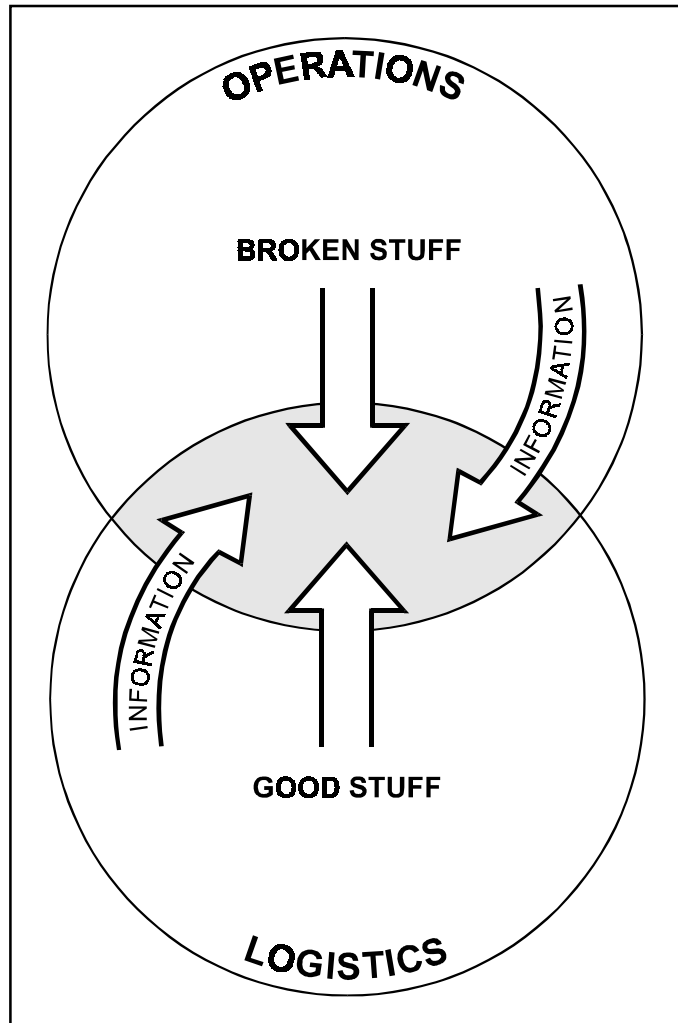 OPERATIONS
BROKEN STUFF
INFORMATION
INFORMATION
GOOD STUFF
LOGISTICS